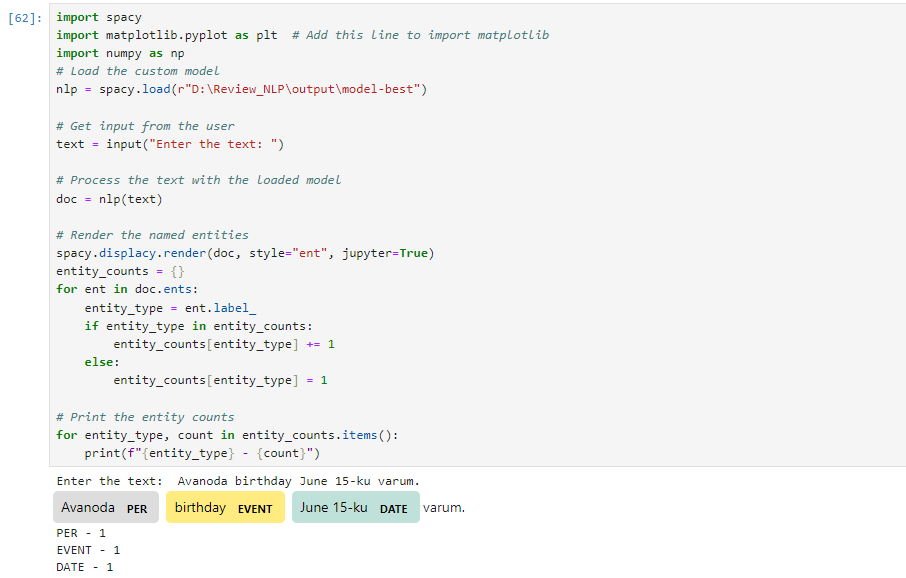 [62]: import spacy
import matplotlib.pyplot as plt  # Add this line to import matplotlib
import numpy as np
# Load the custom model
nlp = spacy.load(r"D:\Review_NLP\output\model-best")

# Get input from the user
text = input("Enter the text: ")

# Process the text with the loaded model
doc = nlp(text)

# Render the named entities
spacy.displacy.render(doc, style="ent", jupyter=True)
entity_counts = {}
for ent in doc.ents:
    entity_type = ent.label_
    if entity_type in entity_counts:
        entity_counts[entity_type] += 1
    else:
        entity_counts[entity_type] = 1

# Print the entity counts
for entity_type, count in entity_counts.items():
    print(f"{entity_type} - {count}")
Enter the text:  Avanoda birthday June 15-ku varum.
Avanoda PER birthday EVENT June 15-ku DATE varum.
PER - 1
EVENT - 1
DATE - 1